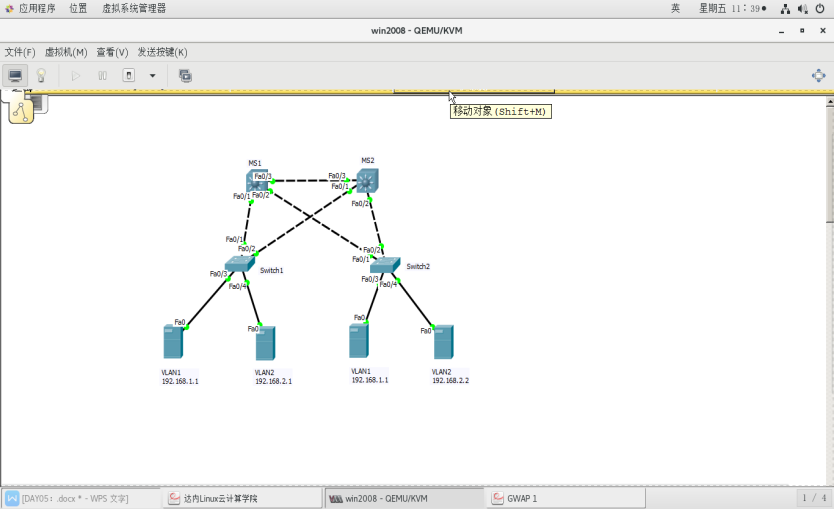 应用程序 位置 虚拟系统管理器 英 星期五 11：39
win2008 - QEMU/KVM
文件(F) 虚拟机(M) 查看(V) 发送按键(K)
移动对象(Shift+M)
MS1 MS2
Fa0/3 Fa0/3
Fa0/1 Fa0/2 Fa0/1
Fa0/2
Fa0/1 Fa0/2 Fa0/2
Fa0/1
Switch1 Switch2
Fa0/3 Fa0/4 Fa0/3 Fa0/4
Fa0 Fa0 Fa0 Fa0
VLAN1 VLAN2 VLAN1 VLAN2
192.168.1.1 192.168.2.1 192.168.1.1 192.168.2.2
[DAY05：.docx * - WPS 文字] 达内Linux云计算学院 win2008 - QEMU/KVM GWAP 1 1 / 4